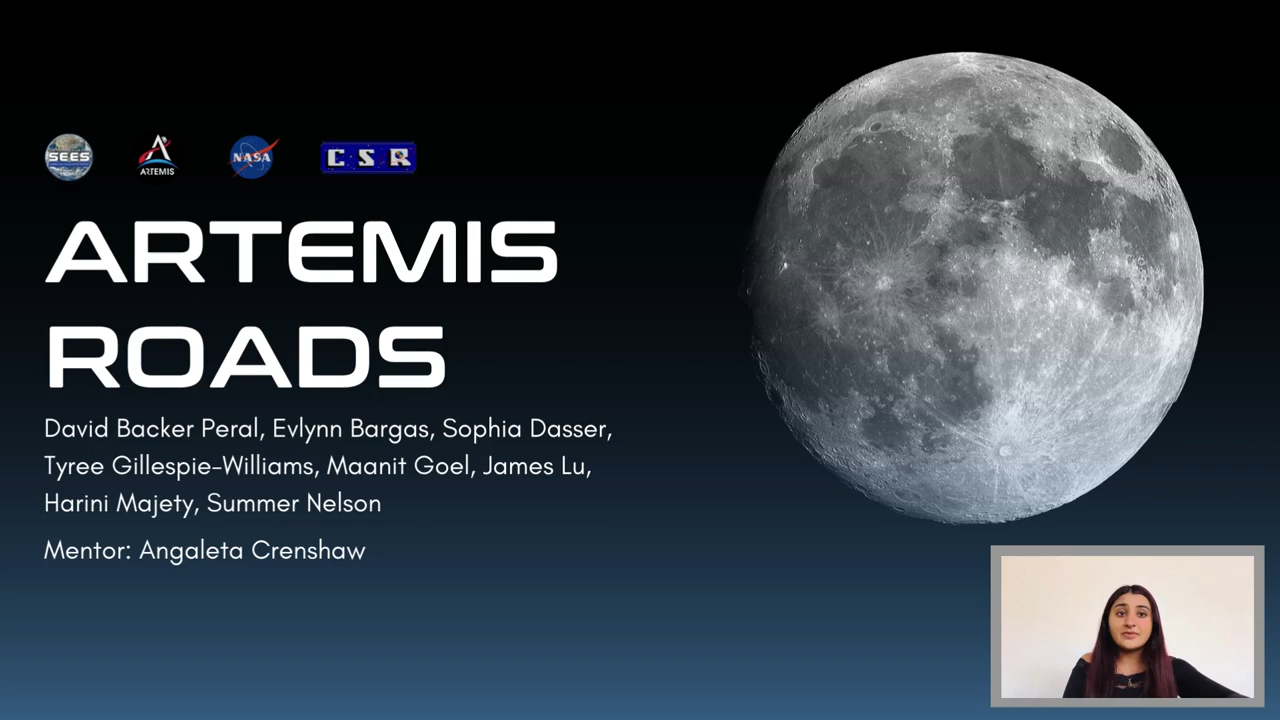 SEES
ARTEMIS
NASA
CSR
ARTEMIS
ROADS
David Backer Peral, Evlynn Bargas, Sophia Dasser,
Tyree Gillespie-Williams, Maanit Goel, James Lu,
Harini Majety, Summer Nelson
Mentor: Angaleta Crenshaw